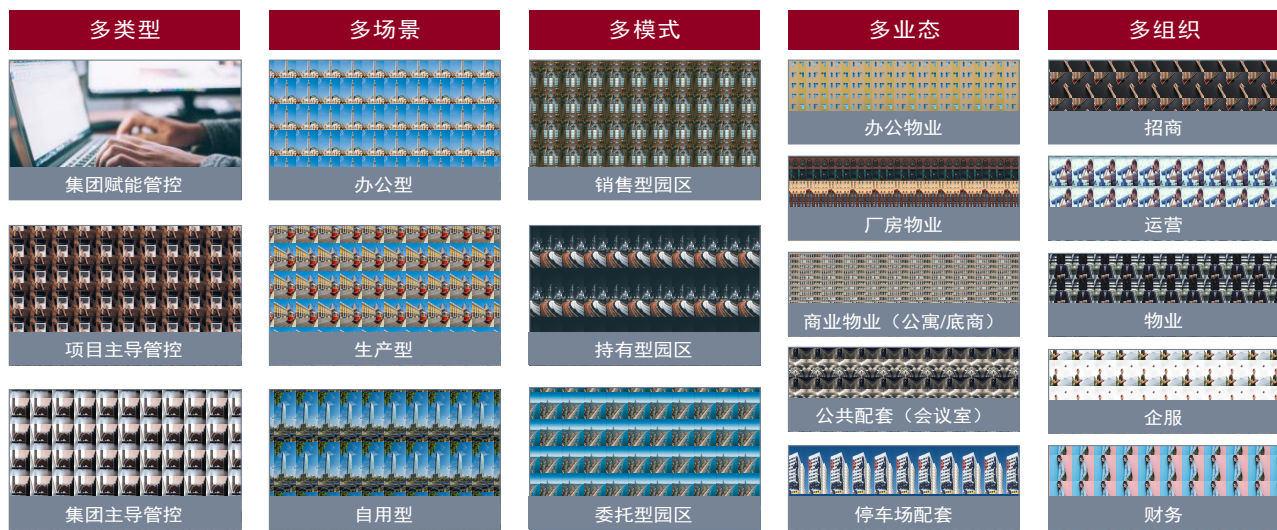 多类型
集团赋能管控
项目主导管控
集团主导管控
多场景
办公型
生产型
自用型
多模式
销售型园区
持有型园区
委托型园区
多业态
办公物业
厂房物业
商业物业（公寓/底商）
公共配套（会议室）
停车场配套
多组织
招商
运营
物业
企服
财务